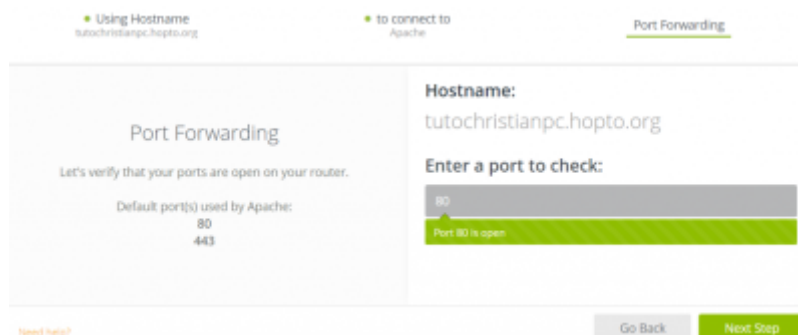 Using Hostname
tutochristianpc.hopto.org
to connect to
Apache
Port Forwarding
Port Forwarding
Let's verify that your ports are open on your router.
Default port(s) used by Apache:
80
443
Hostname:
tutochristianpc.hopto.org
Enter a port to check:
80
Port 80 is open
Need help?
Go Back
Next Step